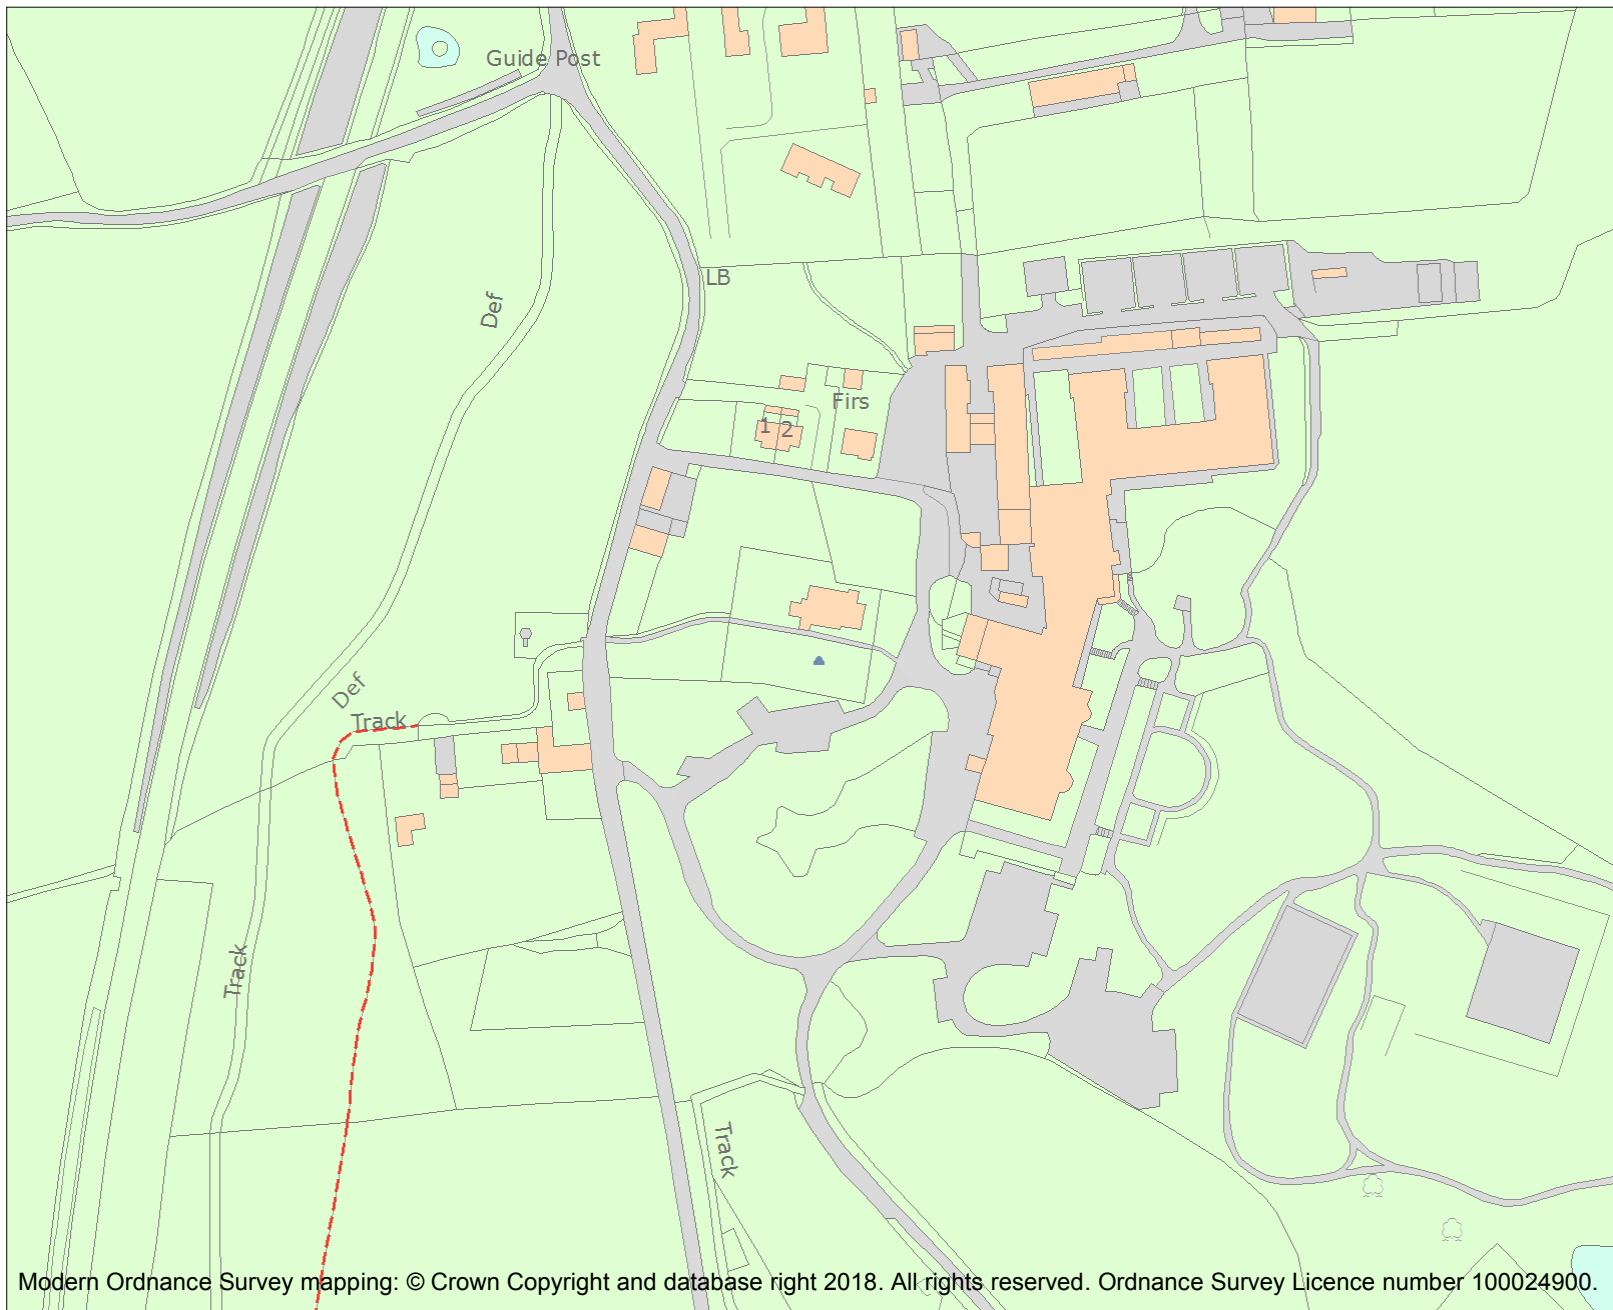 Guide Post
Def
LB
Firs
1 2
Def
Track
Track
Track
Modern Ordnance Survey mapping: © Crown Copyright and database right 2018. All rights reserved. Ordnance Survey Licence number 100024900.